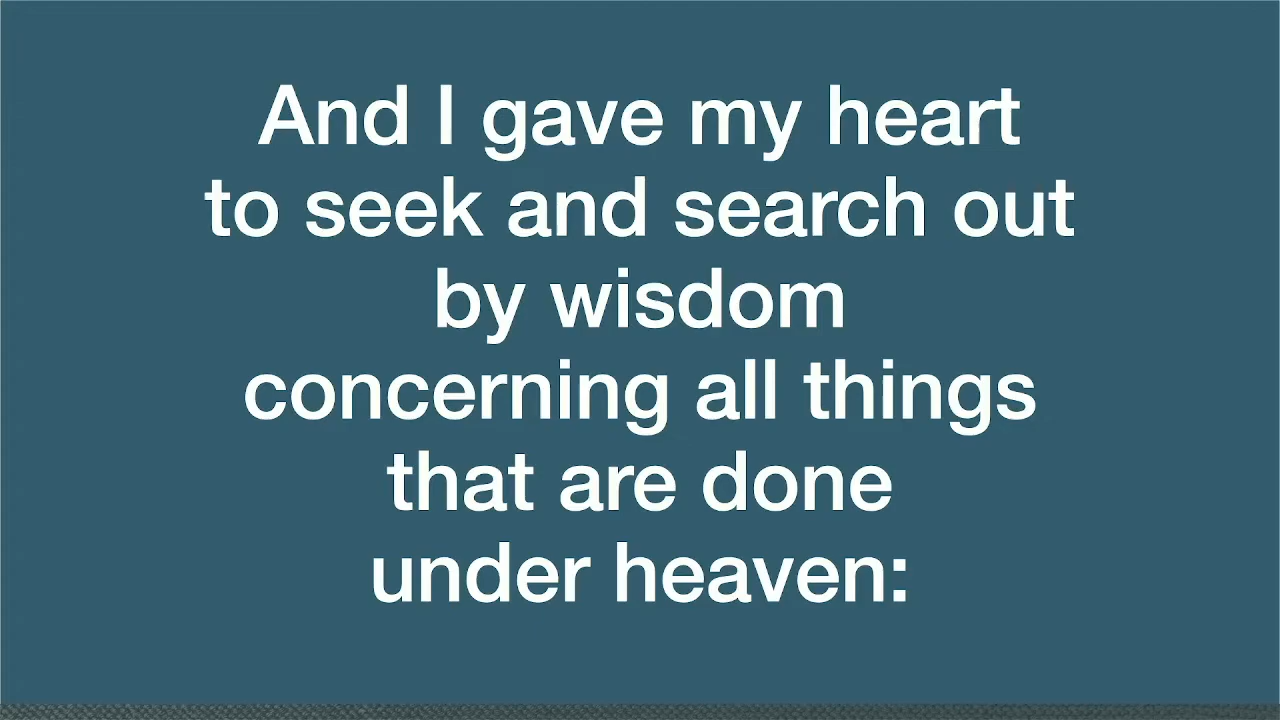 And I gave my heart
to seek and search out
by wisdom
concerning all things
that are done
under heaven: